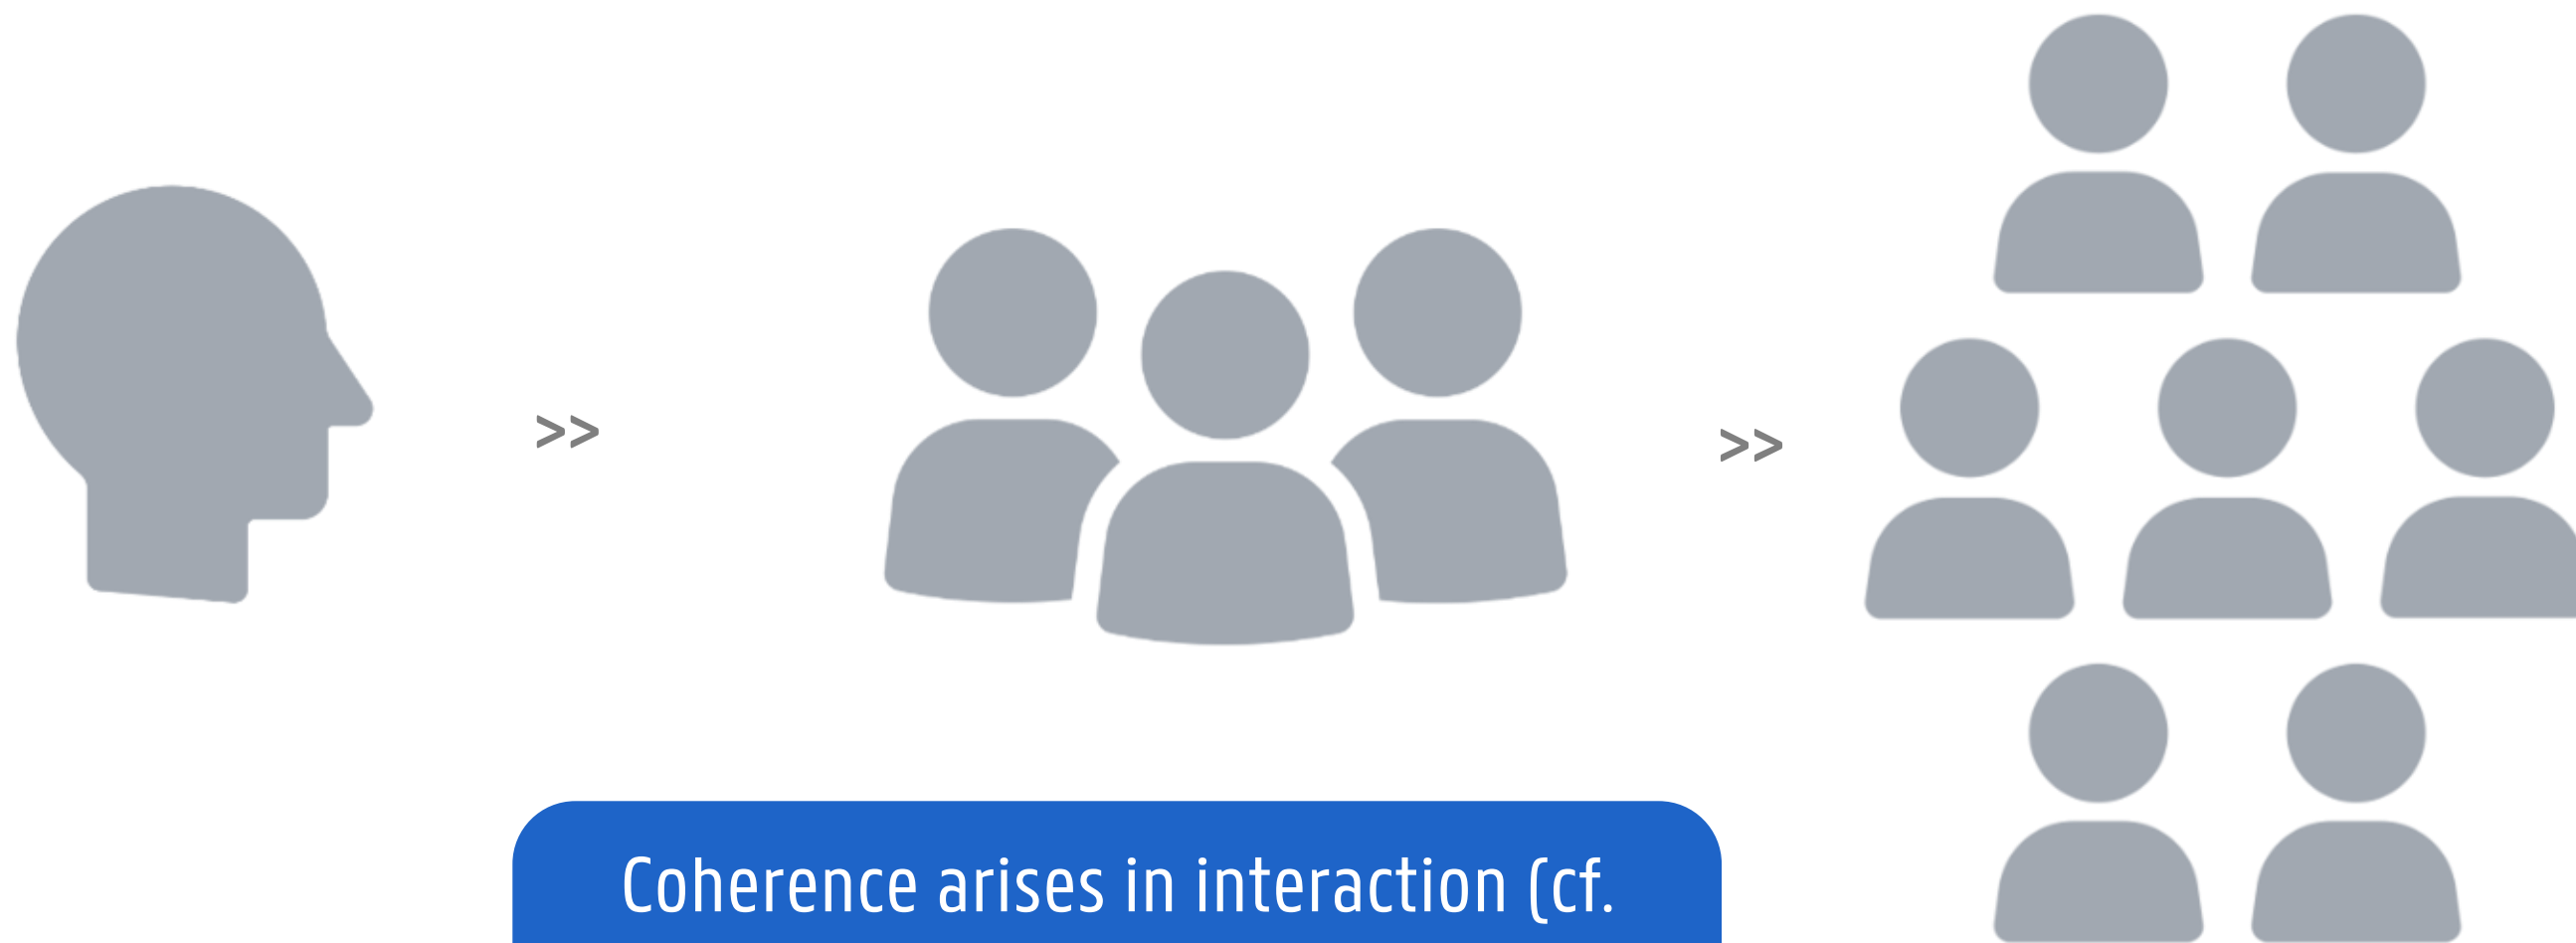 >>
>>
Coherence arises in interaction (cf.